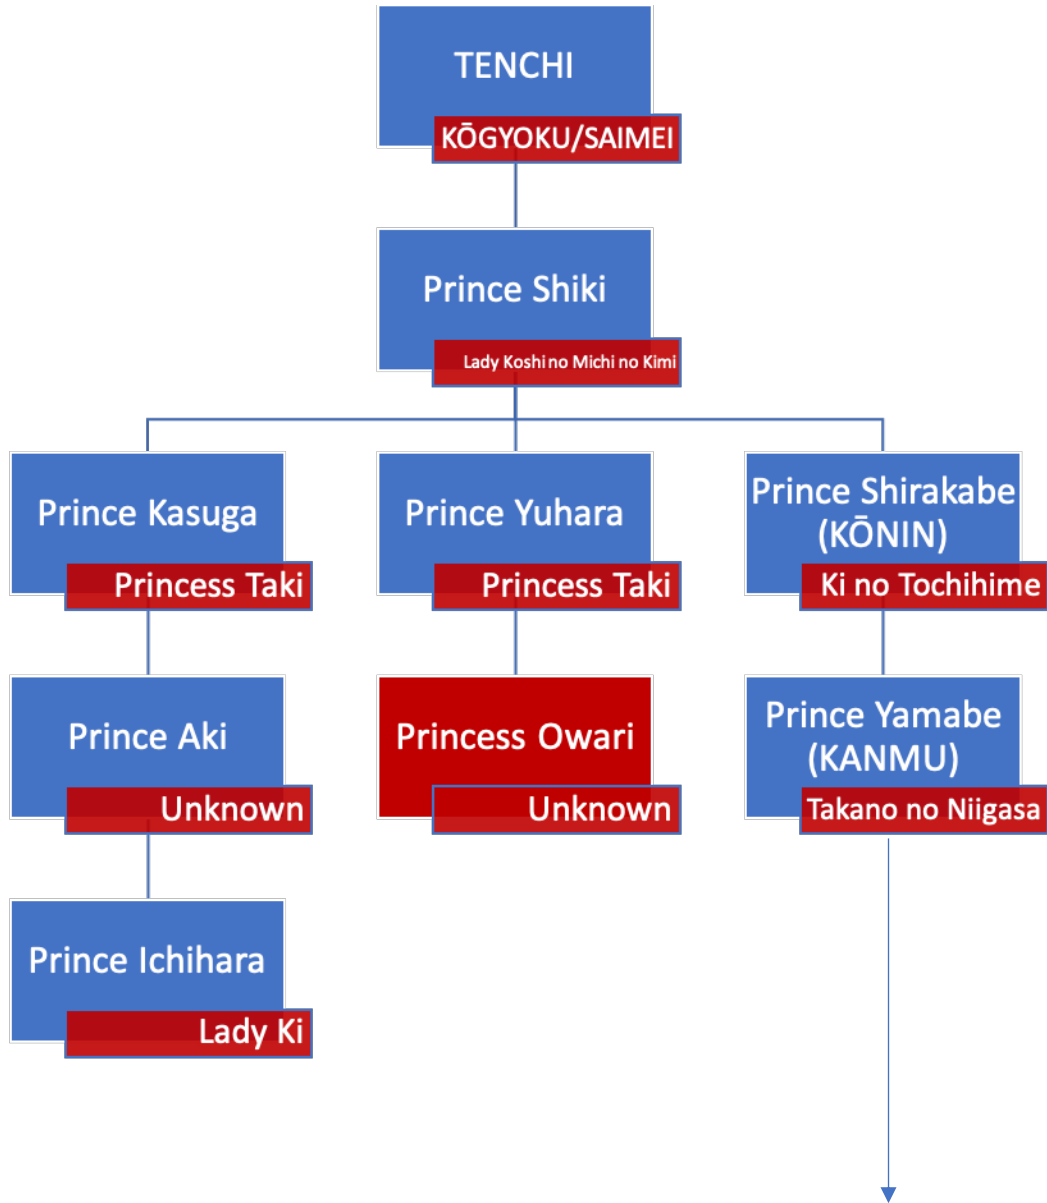 TENCHI
KŌGYOKU/SAIMEI
Prince Shiki
Lady Koshi no Michi no Kimi
Prince Kasuga
Princess Taki
Prince Yuhara
Princess Taki
Prince Shirakabe
(KŌNIN)
Ki no Tochihime
Prince Aki
Unknown
Princess Owari
Unknown
Prince Yamabe
(KANMU)
Takano no Niigasa
Prince Ichihara
Lady Ki